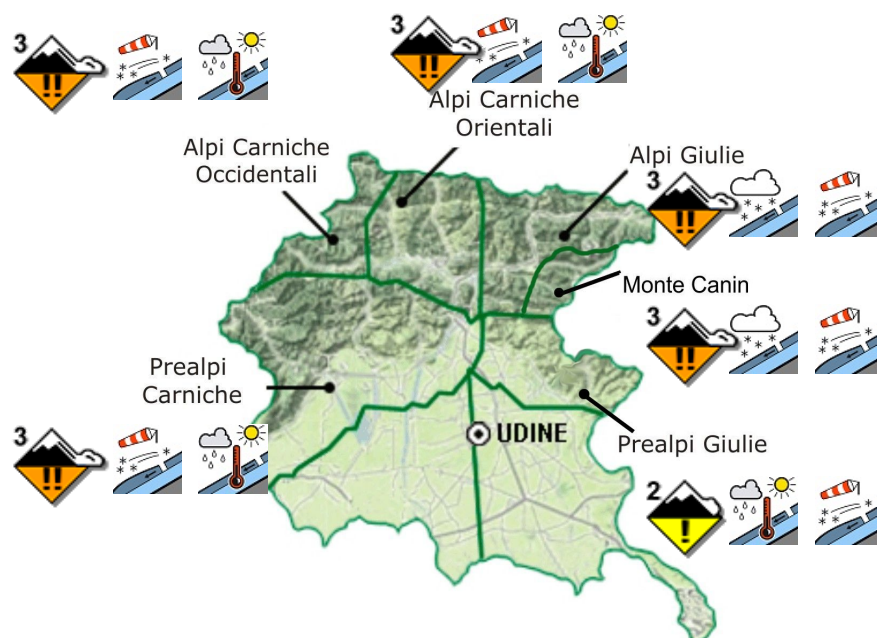 3
3
Alpi Carniche
Orientali
Alpi Carniche
Occidentali
Alpi Giulie
3
Monte Canin
3
Prealpi
Carniche
3
UDINE
Prealpi Giulie
2
!!
!!
!!
!!
!!
!